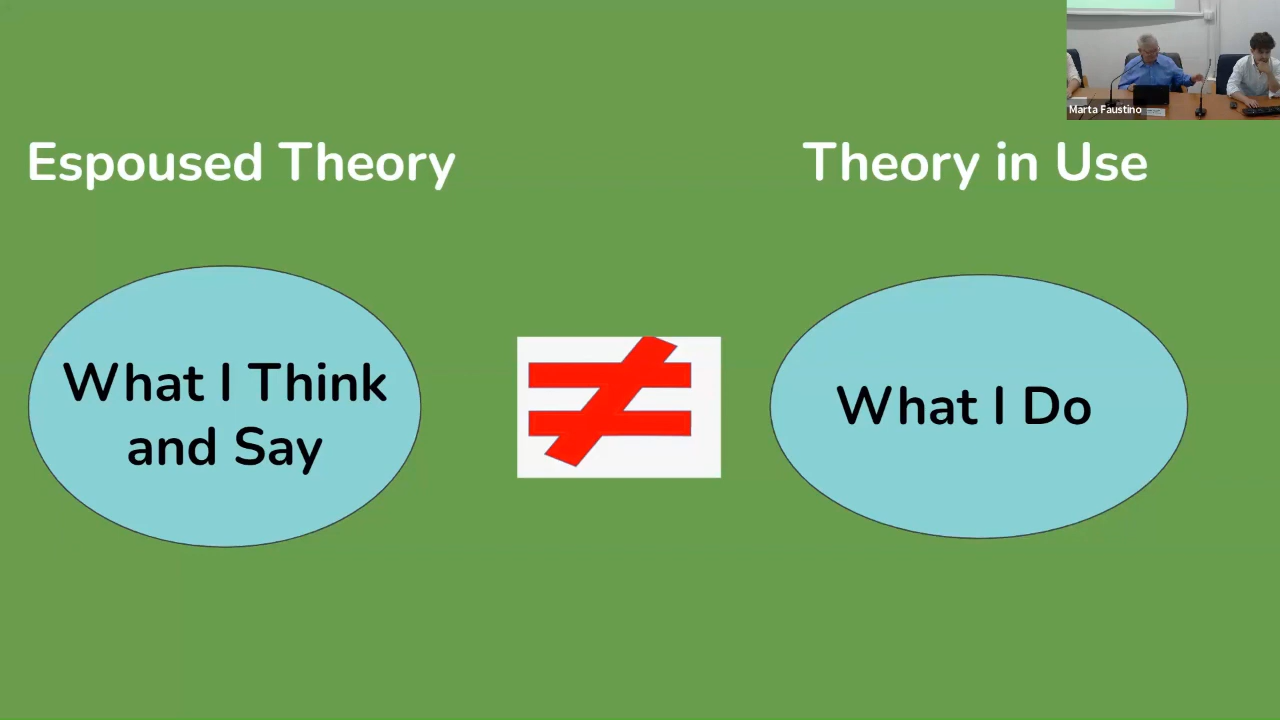 Marta Faustino
Espoused Theory
Theory in Use
What I Think
and Say
≠
What I Do